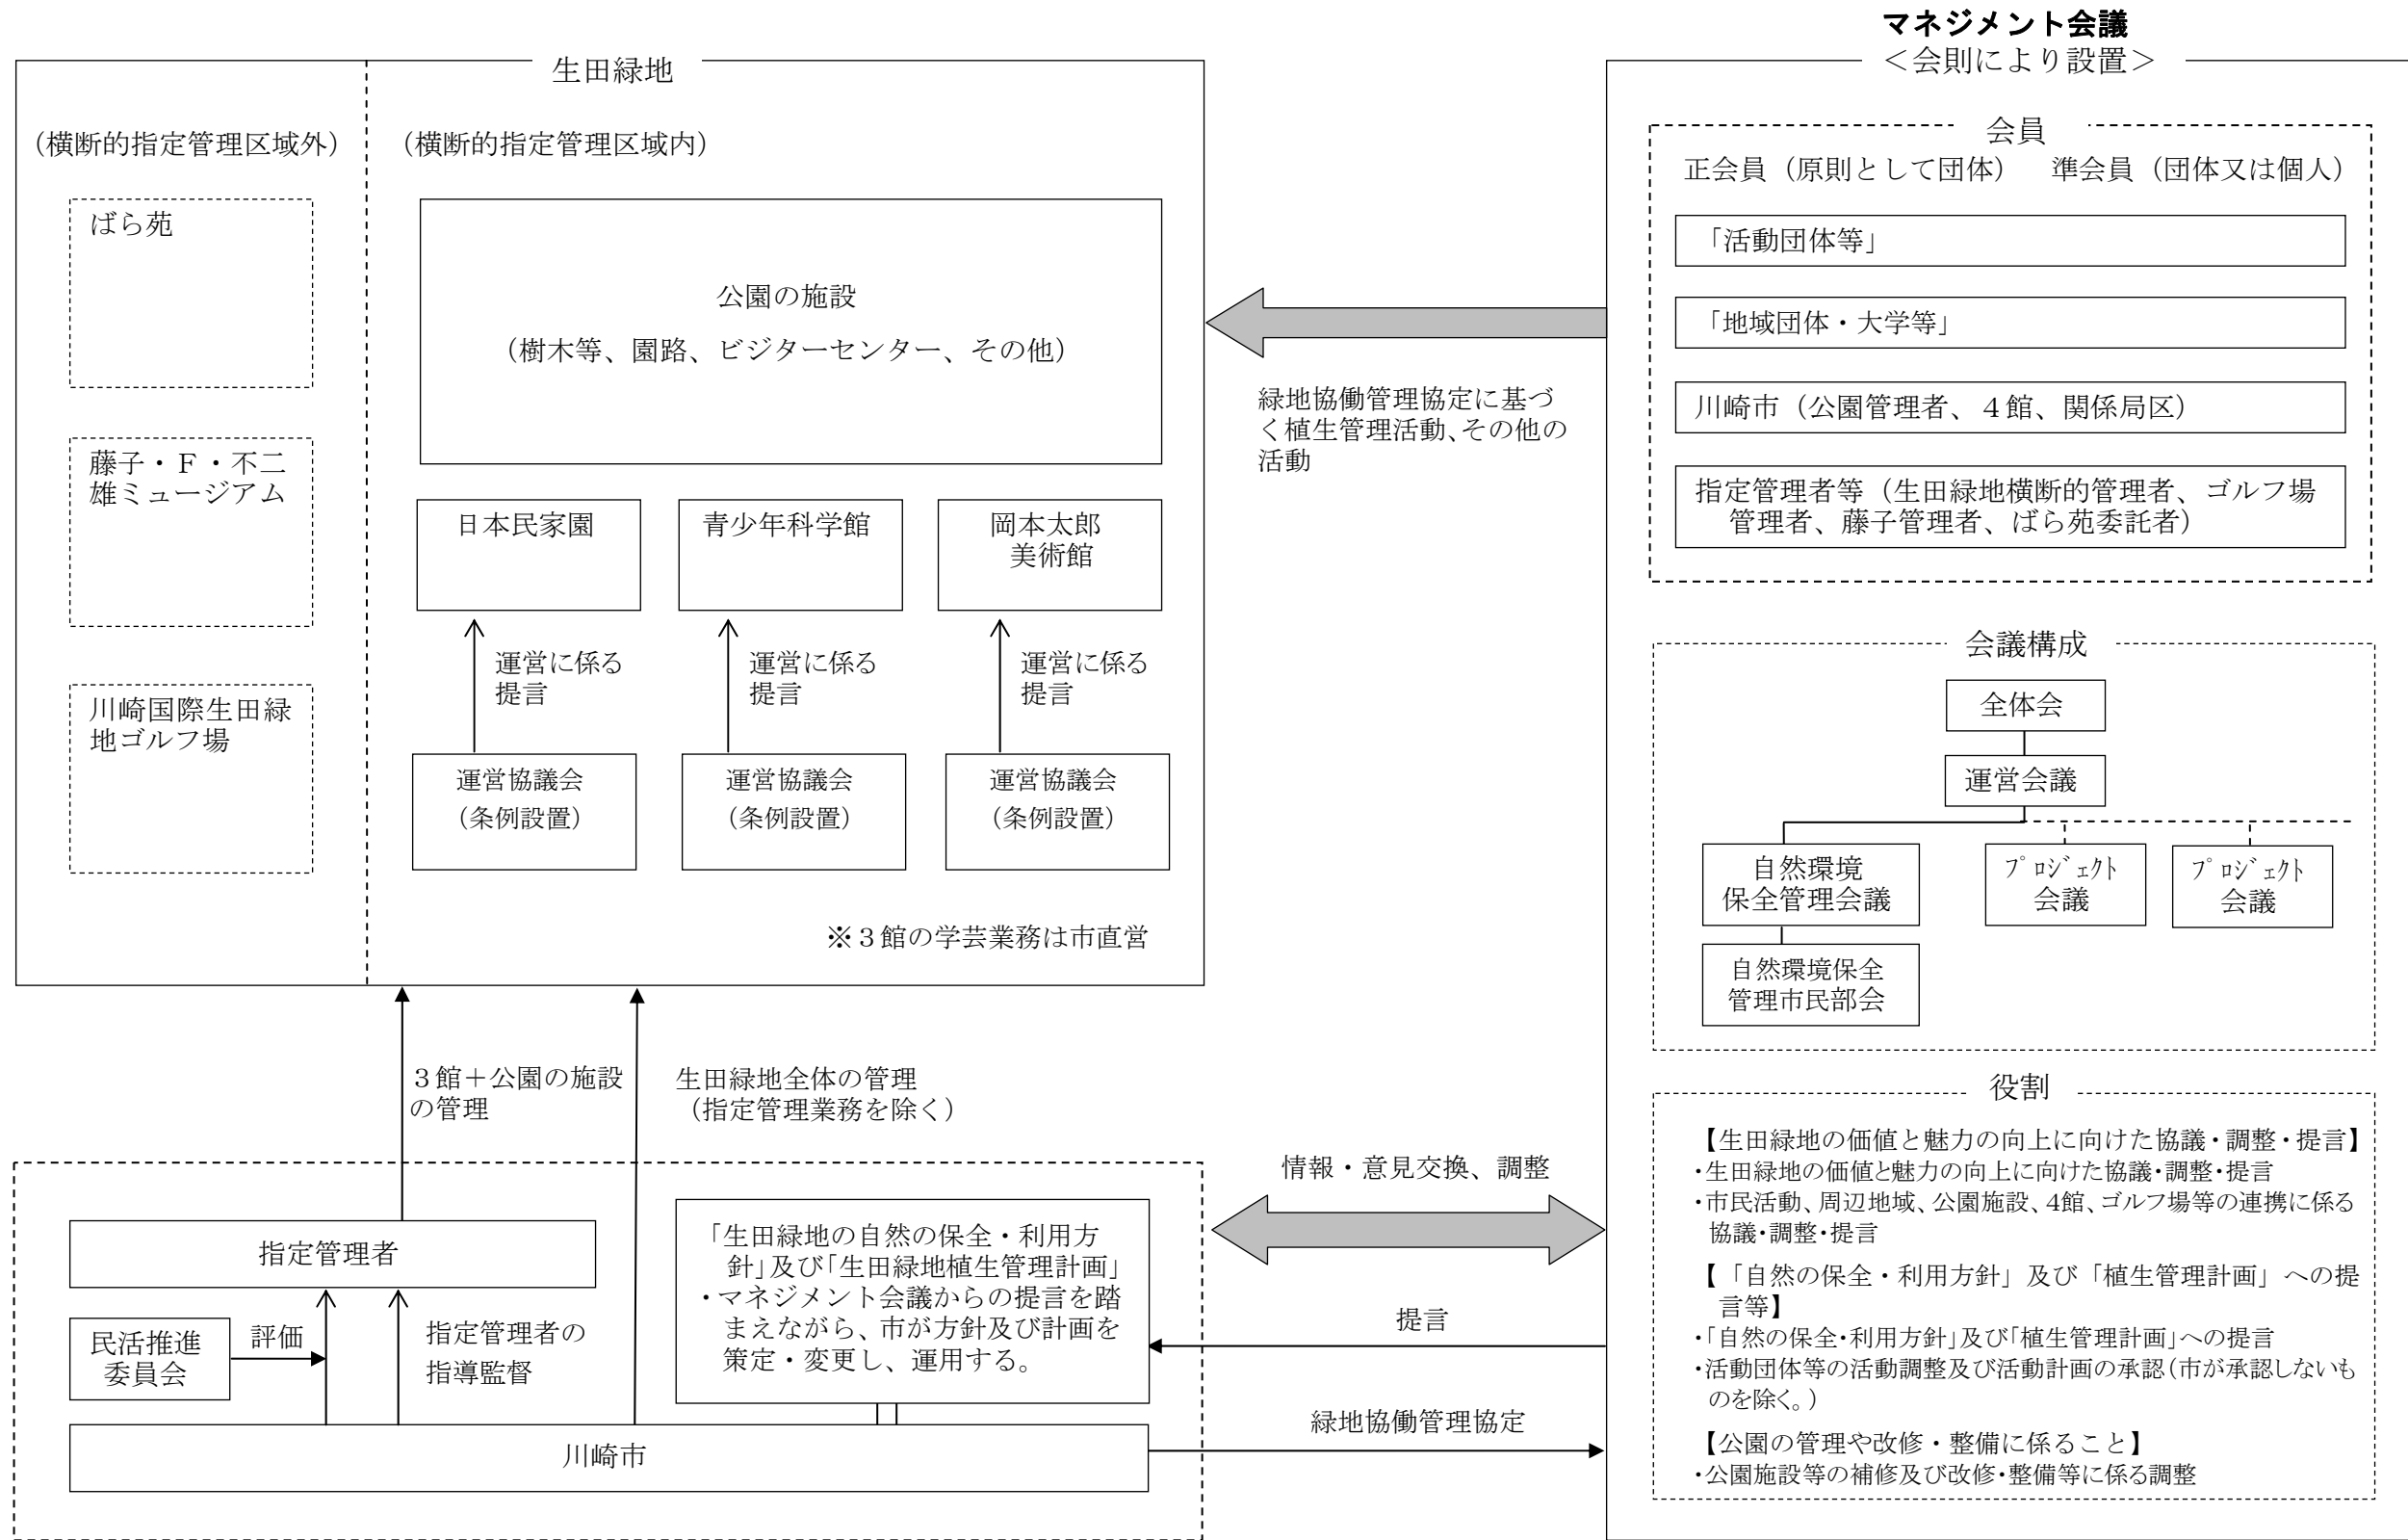 マネジメント会議
＜会則により設置＞
生田緑地
（横断的指定管理区域外）
（横断的指定管理区域内）
ばら苑
藤子・Ｆ・不二
雄ミュージアム
川崎国際生田緑
地ゴルフ場
公園の施設
（樹木等、園路、ビジターセンター、その他）
日本民家園
青少年科学館
岡本太郎
美術館
運営に係る
提言
運営に係る
提言
運営に係る
提言
運営協議会
（条例設置）
運営協議会
（条例設置）
運営協議会
（条例設置）
※３館の学芸業務は市直営
緑地協働管理協定に基づ
く植生管理活動、その他の
活動
会員
正会員（原則として団体）　準会員（団体又は個人）
「活動団体等」
「地域団体・大学等」
川崎市（公園管理者、４館、関係局区）
指定管理者等（生田緑地横断的管理者、ゴルフ場
管理者、藤子管理者、ばら苑委託者）
会議構成
全体会
運営会議
自然環境
保全管理会議
ﾌﾟﾛｼﾞｪｸﾄ
会議
ﾌﾟﾛｼﾞｪｸﾄ
会議
自然環境保全
管理市民部会
３館＋公園の施設
の管理
生田緑地全体の管理
（指定管理業務を除く）
指定管理者
民活推進
委員会
評価
指定管理者の
指導監督
「生田緑地の自然の保全・利用方
針」及び「生田緑地植生管理計画」
・マネジメント会議からの提言を踏
まえながら、市が方針及び計画を
策定・変更し、運用する。
川崎市
情報・意見交換、調整
提言
緑地協働管理協定
役割
【生田緑地の価値と魅力の向上に向けた協議・調整・提言】
・生田緑地の価値と魅力の向上に向けた協議・調整・提言
・市民活動、周辺地域、公園施設、4館、ゴルフ場等の連携に係る
協議・調整・提言
【「自然の保全・利用方針」及び「植生管理計画」への提
言等】
・「自然の保全・利用方針」及び「植生管理計画」への提言
・活動団体等の活動調整及び活動計画の承認（市が承認しないも
のを除く。）
【公園の管理や改修・整備に係ること】
・公園施設等の補修及び改修・整備等に係る調整